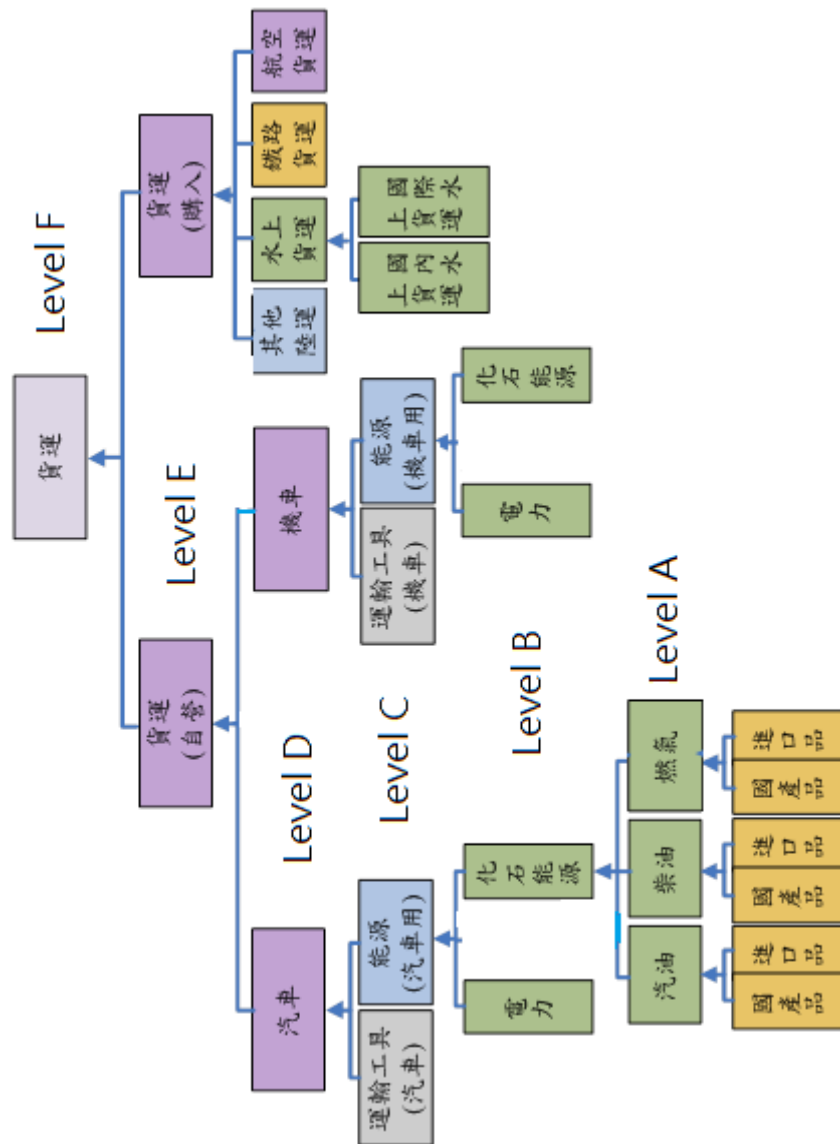 貨運
Level F
貨運
(自營)
Level E
貨運
(購入)
汽車
Level D
機車
其他
陸運
水上
貨運
鐵路
貨運
航空
貨運
運輸工具
(汽車)
能源
(汽車用)
Level C
運輸工具
(機車)
能源
(機車用)
國內水
上貨運
國際水
上貨運
電力
化石能源
Level B
電力
化石能源
汽油
柴油
燃氣
Level A
國產品
進口品
國產品
進口品
國產品
進口品